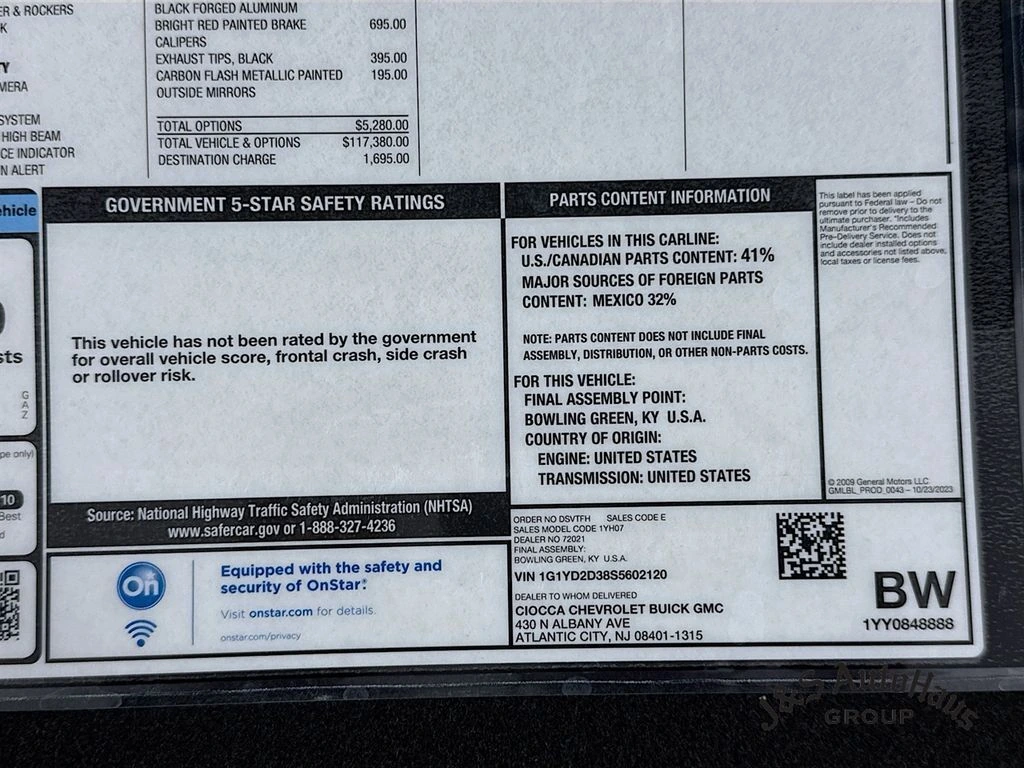 ER & ROCKERS
K
TY
MERA
SYSTEM
HIGH BEAM
CE INDICATOR
N ALERT
BLACK FORGED ALUMINUM
BRIGHT RED PAINTED BRAKE 695.00
CALIPERS
EXHAUST TIPS, BLACK 395.00
CARBON FLASH METALLIC PAINTED 195.00
OUTSIDE MIRRORS
TOTAL OPTIONS $5,280.00
TOTAL VEHICLE & OPTIONS $117,380.00
DESTINATION CHARGE 1,695.00
ehicle
sts
G
A
Z
pe only)
10
Best
d
GOVERNMENT 5-STAR SAFETY RATINGS
This vehicle has not been rated by the government
for overall vehicle score, frontal crash, side crash
or rollover risk.
Source: National Highway Traffic Safety Administration (NHTSA)
www.safercar.gov or 1-888-327-4236
On
Equipped with the safety and
security of OnStar!
Visit onstar.com for details.
onstar.com/privacy
PARTS CONTENT INFORMATION
FOR VEHICLES IN THIS CARLINE:
U.S./CANADIAN PARTS CONTENT: 41%
MAJOR SOURCES OF FOREIGN PARTS
CONTENT: MEXICO 32%
NOTE: PARTS CONTENT DOES NOT INCLUDE FINAL
ASSEMBLY, DISTRIBUTION, OR OTHER NON-PARTS COSTS.
FOR THIS VEHICLE:
FINAL ASSEMBLY POINT:
BOWLING GREEN, KY U.S.A.
COUNTRY OF ORIGIN:
ENGINE: UNITED STATES
TRANSMISSION: UNITED STATES
This label has been applied
pursuant to Federal law – Do not
remove prior to delivery to the
ultimate purchaser. *Includes
Manufacturer's Recommended
Pre-Delivery Service. Does not
include dealer installed options
and accessories not listed above,
local taxes or license fees.
© 2009 General Motors LLC
GMLBL_PROD_0043 – 10/23/2023
ORDER NO DSVTFH SALES CODE E
SALES MODEL CODE 1YH07
DEALER NO 72021
FINAL ASSEMBLY:
BOWLING GREEN, KY U.S.A.
VIN 1G1YD2D38S5602120
DEALER TO WHOM DELIVERED
CIOCCA CHEVROLET BUICK GMC
430 N ALBANY AVE
ATLANTIC CITY, NJ 08401-1315
BW
1YY0848888
J&S AutoHaus
GROUP